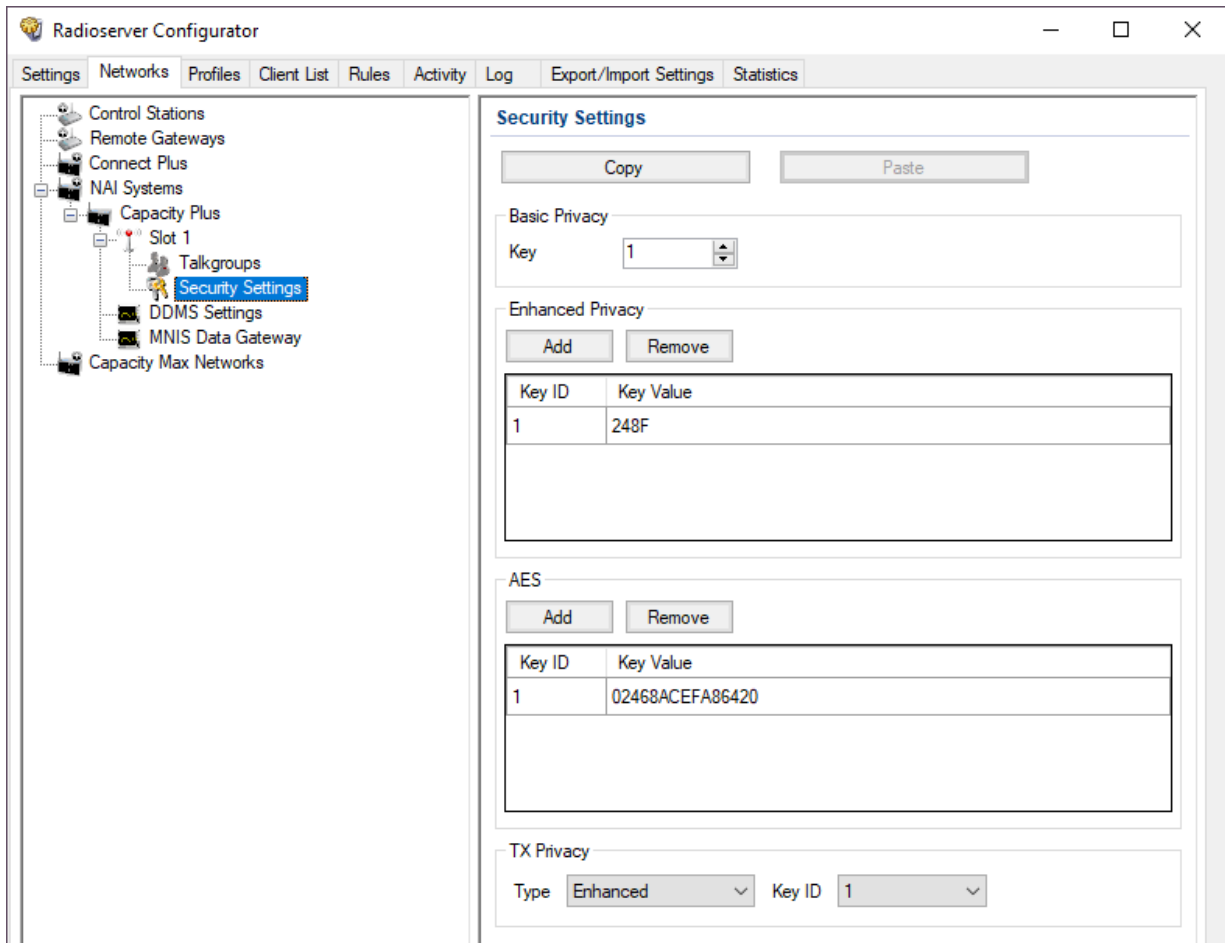 Radioserver Configurator
Settings Networks Profiles Client List Rules Activity Log Export/Import Settings Statistics
Control Stations
Remote Gateways
Connect Plus
NAI Systems
Capacity Plus
Slot 1
Talkgroups
Security Settings
DDMS Settings
MNIS Data Gateway
Capacity Max Networks
Security Settings
Copy Paste
Basic Privacy
Key 1
Enhanced Privacy
Add Remove
Key ID Key Value
1 248F
AES
Add Remove
Key ID Key Value
1 02468ACEFA86420
TX Privacy
Type Enhanced Key ID 1